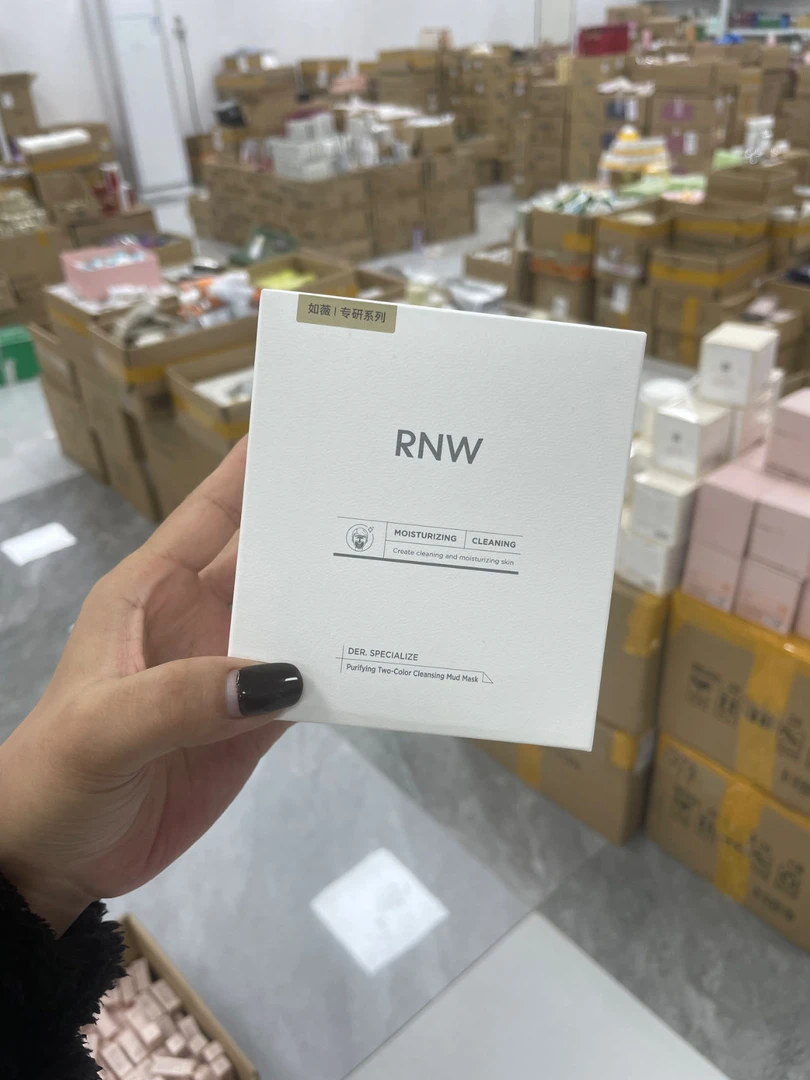 如薇 | 专研系列
RNW
MOISTURIZING CLEANING
Create cleaning and moisturizing skin
DER. SPECIALIZE
Purifying Two-Color Cleansing Mud Mask